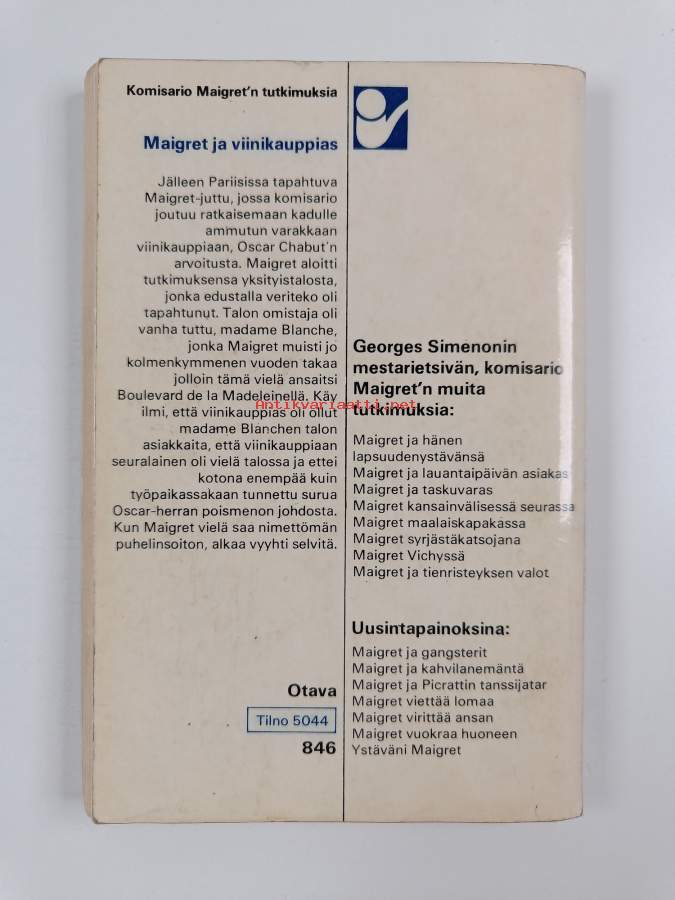 Komisario Maigret'n tutkimuksia
Maigret ja viinikauppias
Jälleen Pariisissa tapahtuva
Maigret-juttu, jossa komisario
joutuu ratkaisemaan kadulle
ammutun varakkaan
viinikauppiaan, Oscar Chabut'n
arvoitusta. Maigret aloitti
tutkimuksensa yksityistalosta,
jonka edustalla veriteko oli
tapahtunut. Talon omistaja oli
vanha tuttu, madame Blanche,
jonka Maigret muisti jo
kolmenkymmenen vuoden takaa
jolloin tämä vielä ansaitsi
Boulevard de la Madeleinellä. Käy
ilmi, että viinikauppias oli ollut
madame Blanchen talon
asiakkaita, että viinikauppiaan
seuralainen oli vielä talossa ja ettei
kotona enempää kuin
työpaikassakaan tunnettu surua
Oscar-herran poismenon johdosta.
Kun Maigret vielä saa nimettömän
puhelinsoiton, alkaa vyyhti selvitä.
Otava
Tilno 5044
846
Georges Simenonin
mestarietsivän, komisario
Maigret'n muita
tutkimuksia:
Maigret ja hänen
lapsuudenystävänsä
Maigret ja lauantaipäivän asiakas
Maigret ja taskuvaras
Maigret kansainvälisessä seurassa
Maigret maalaiskapakassa
Maigret syrjästäkatsojana
Maigret Vichyssä
Maigret ja tienristeyksen valot
Uusintapainoksina:
Maigret ja gangsterit
Maigret ja kahvilanemäntä
Maigret ja Picrattin tanssijatar
Maigret viettää lomaa
Maigret virittää ansan
Maigret vuokraa huoneen
Ystäväni Maigret
Antikvariaatti.net